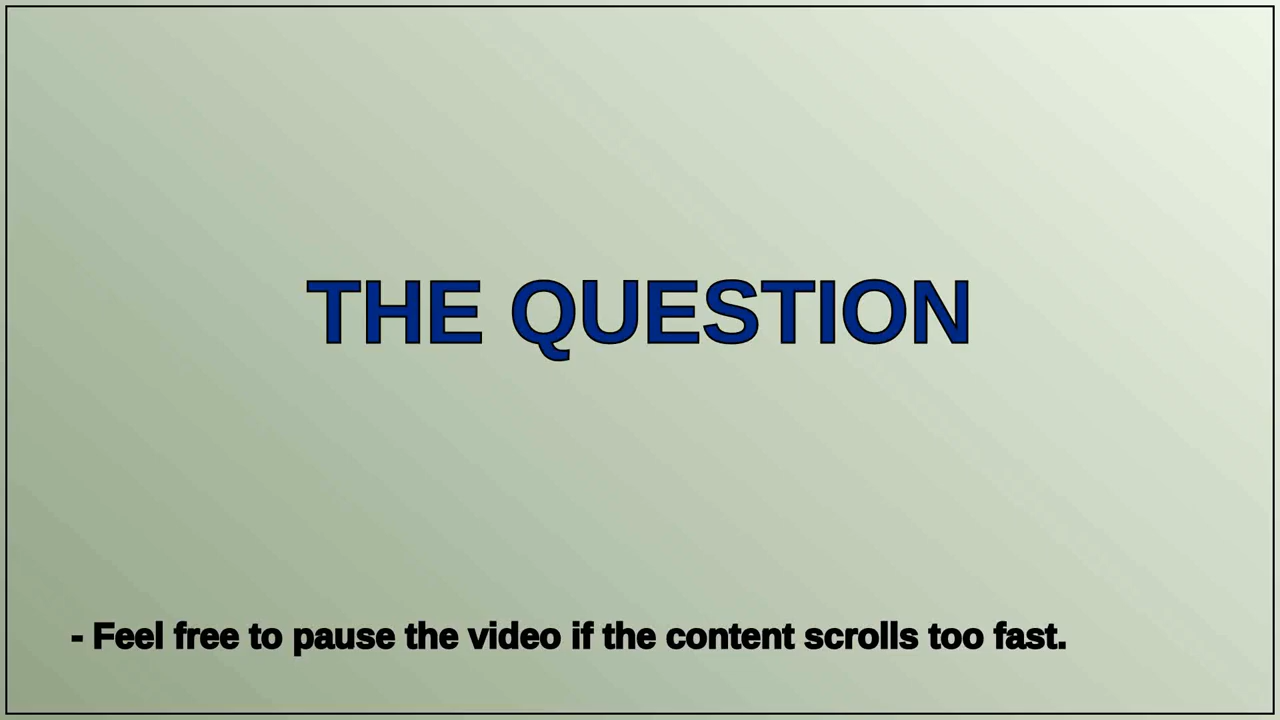 THE QUESTION
- Feel free to pause the video if the content scrolls too fast.